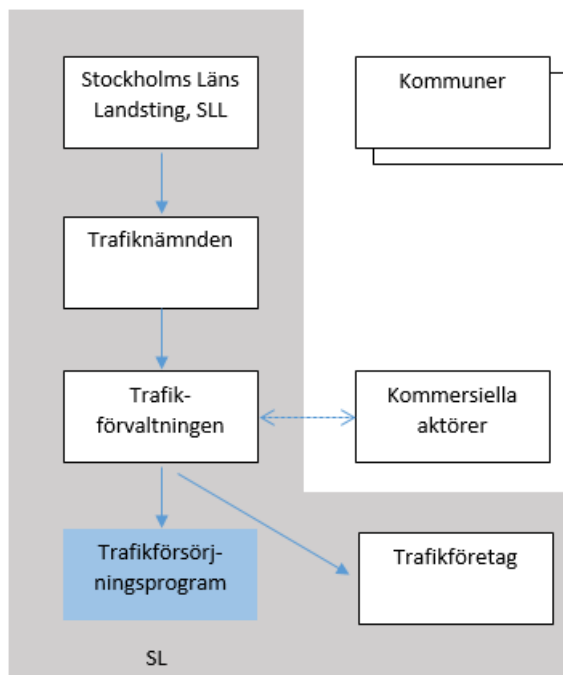 Stockholms Läns
Landsting, SLL
Kommuner
Trafiknämnden
Trafik-
förvaltningen
Kommersiella
aktörer
Trafikförsörj-
ningsprogram
Trafikföretag
SL